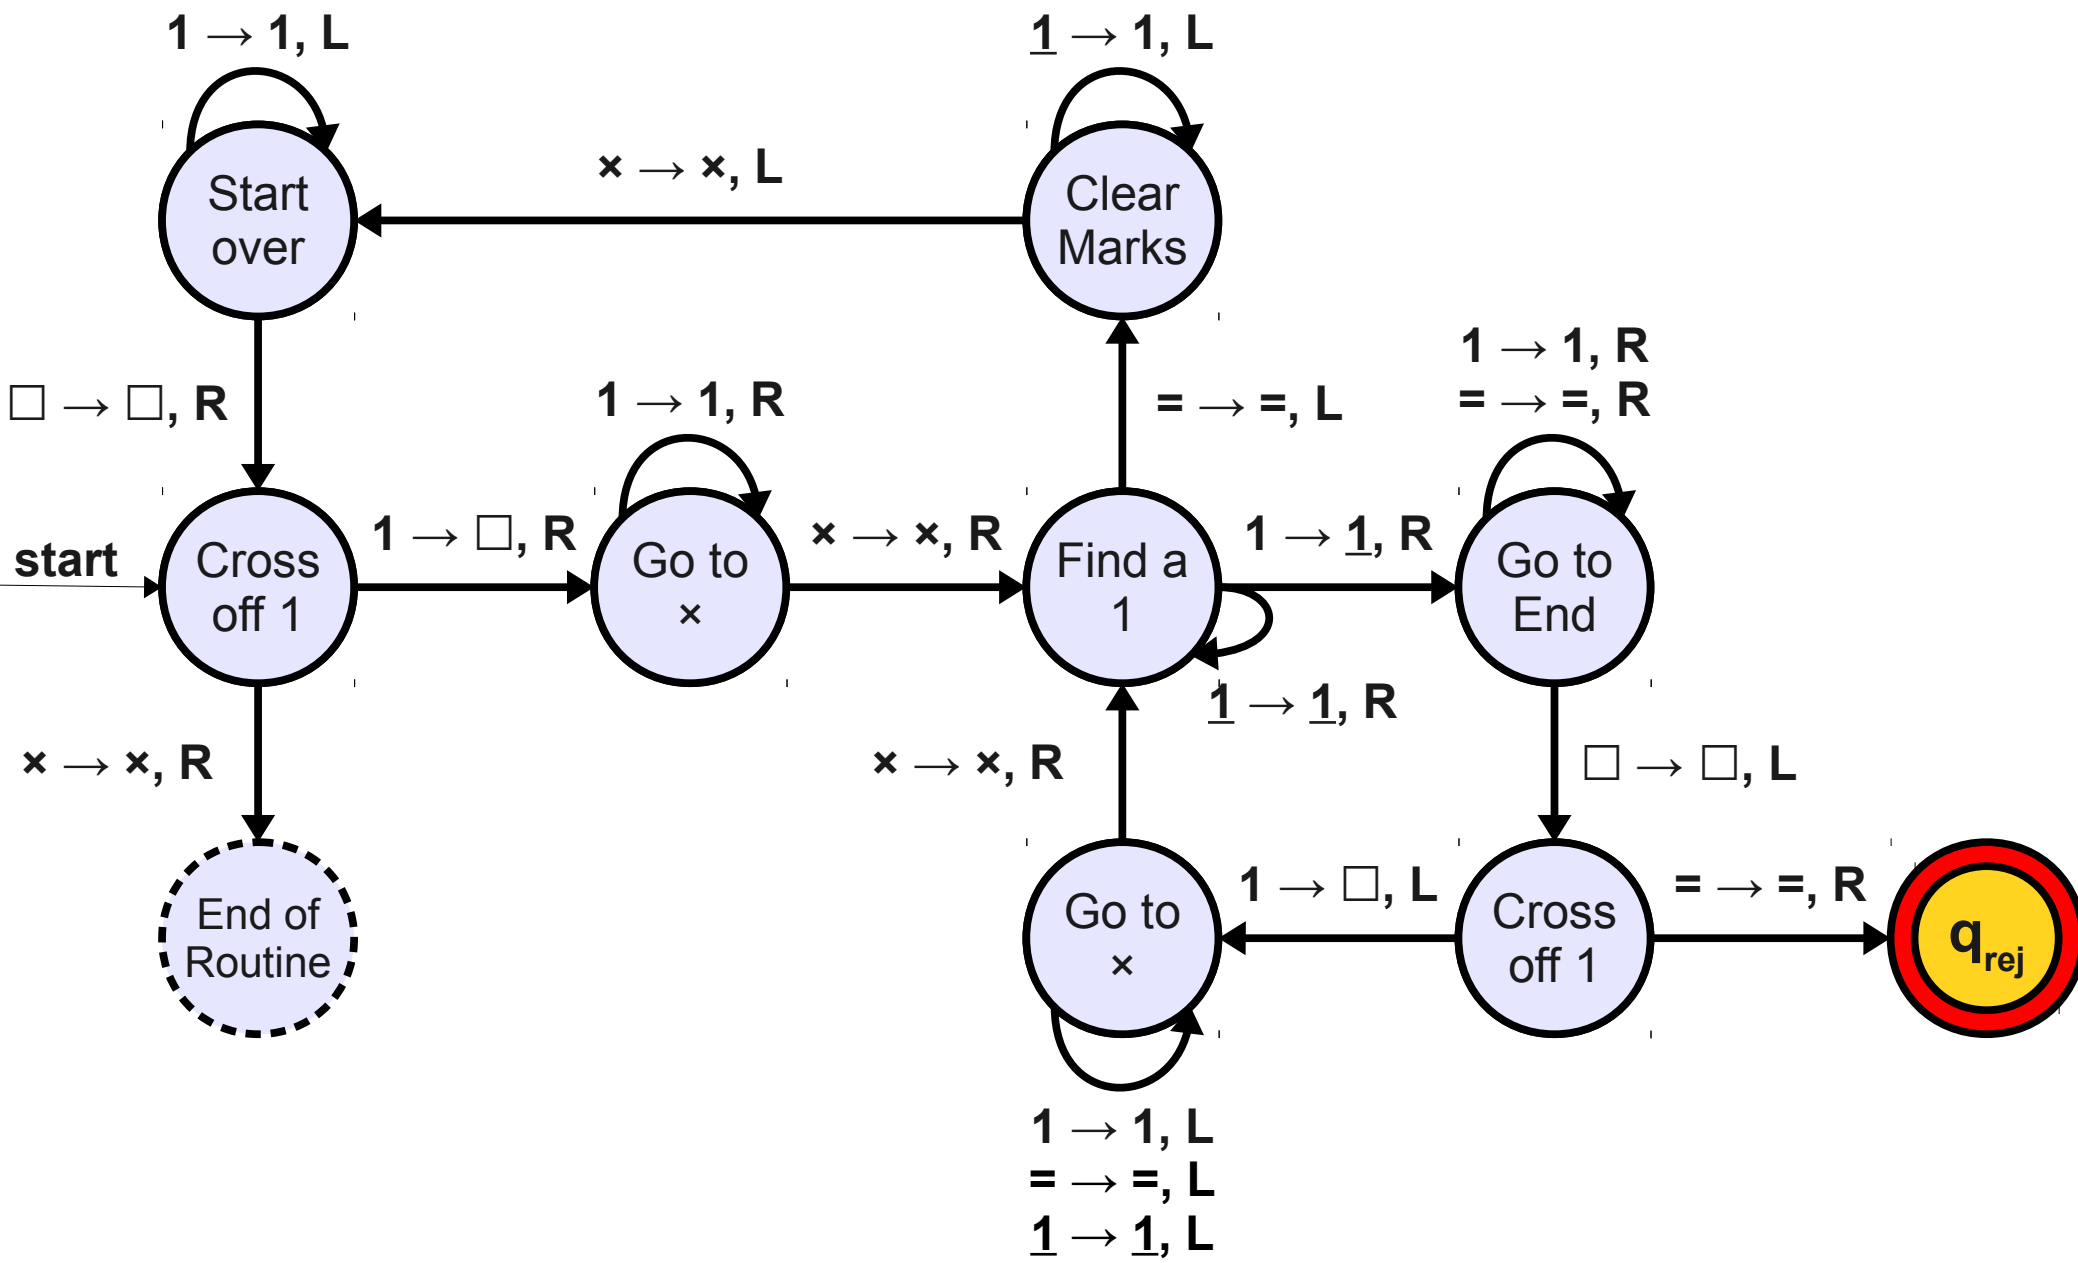 1 → 1, L
1 → 1, L
Start
over
× → ×, L
Clear
Marks
1 → 1, R
= → =, R
□ → □, R
1 → 1, R
= → =, L
start
Cross
off 1
1 → □, R
Go to
×
× → ×, R
Find a
1
1 → 1, R
Go to
End
1 → 1, R
× → ×, R
× → ×, R
□ → □, L
End of
Routine
Go to
×
1 → □, L
Cross
off 1
= → =, R
qrej
1 → 1, L
= → =, L
1 → 1, L